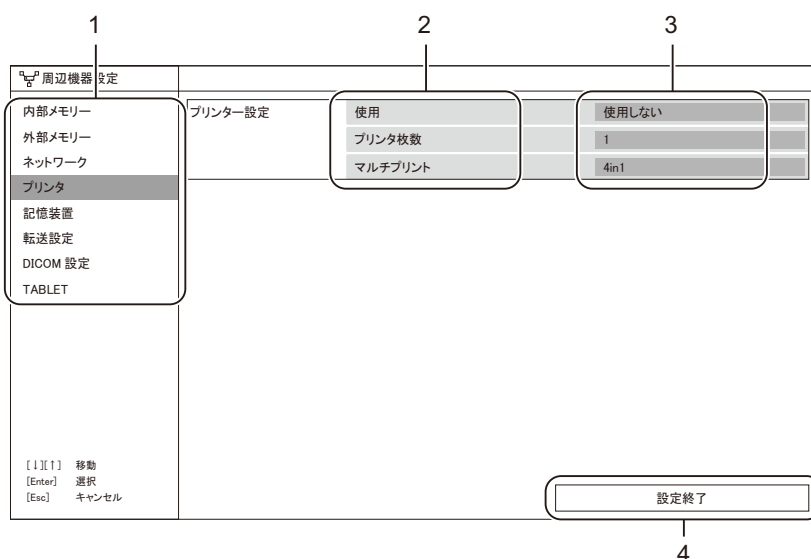 1 2 3
周辺機器設定
内部メモリー
外部メモリー
ネットワーク
プリンタ
記憶装置
転送設定
DICOM 設定
TABLET
プリンター設定 使用 使用しない
プリンタ枚数 1
マルチプリント 4in1
[↓][↑] 移動
[Enter] 選択
[Esc] キャンセル
設定終了
4